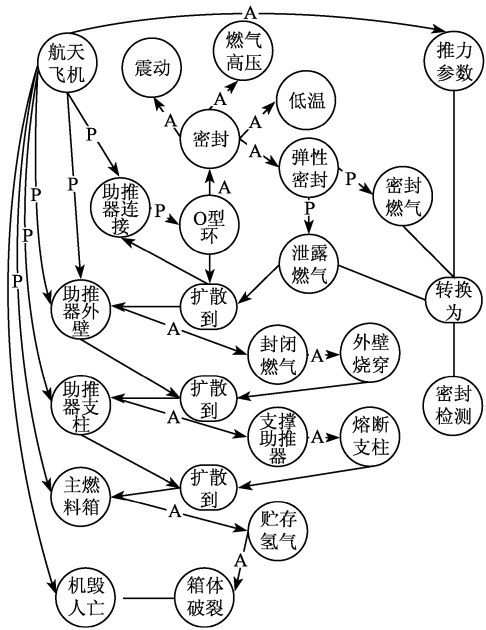 A
航天
飞机
燃气
高压
推力
参数
震动
低温
A
A
A
密封
A
弹性
密封
P
P
P
P
A
P
密封
燃气
助推
器连
接
P
O型
环
P
P
P
泄露
燃气
转换
为
助推
器外
壁
扩散
到
A
封闭
燃气
A
外壁
烧穿
助推
器支
柱
扩散
到
密封
检测
A
支撑
助推
器
A
熔断
支柱
主燃
料箱
扩散
到
A
贮存
氢气
A
机毁
人亡
箱体
破裂